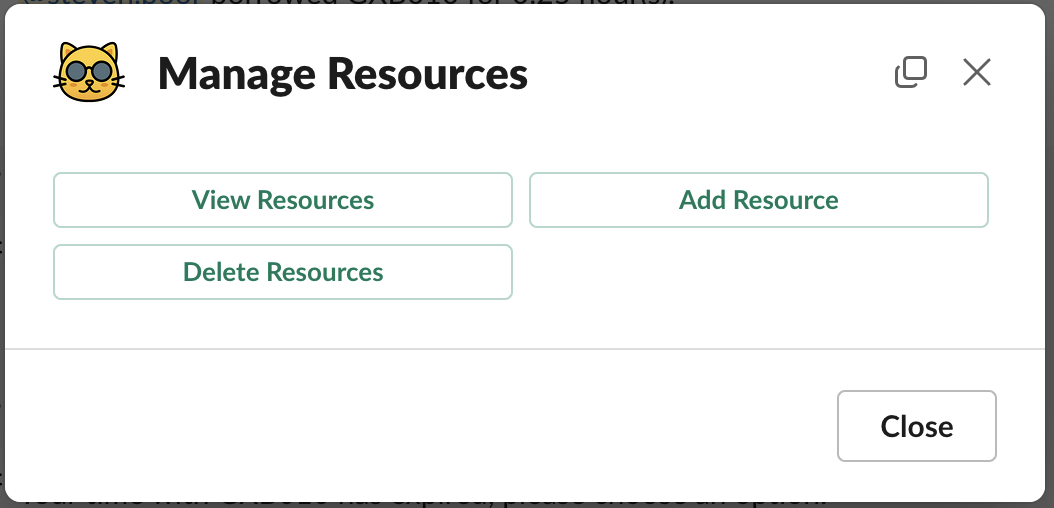 Manage Resources
View Resources
Add Resource
Delete Resources
Close